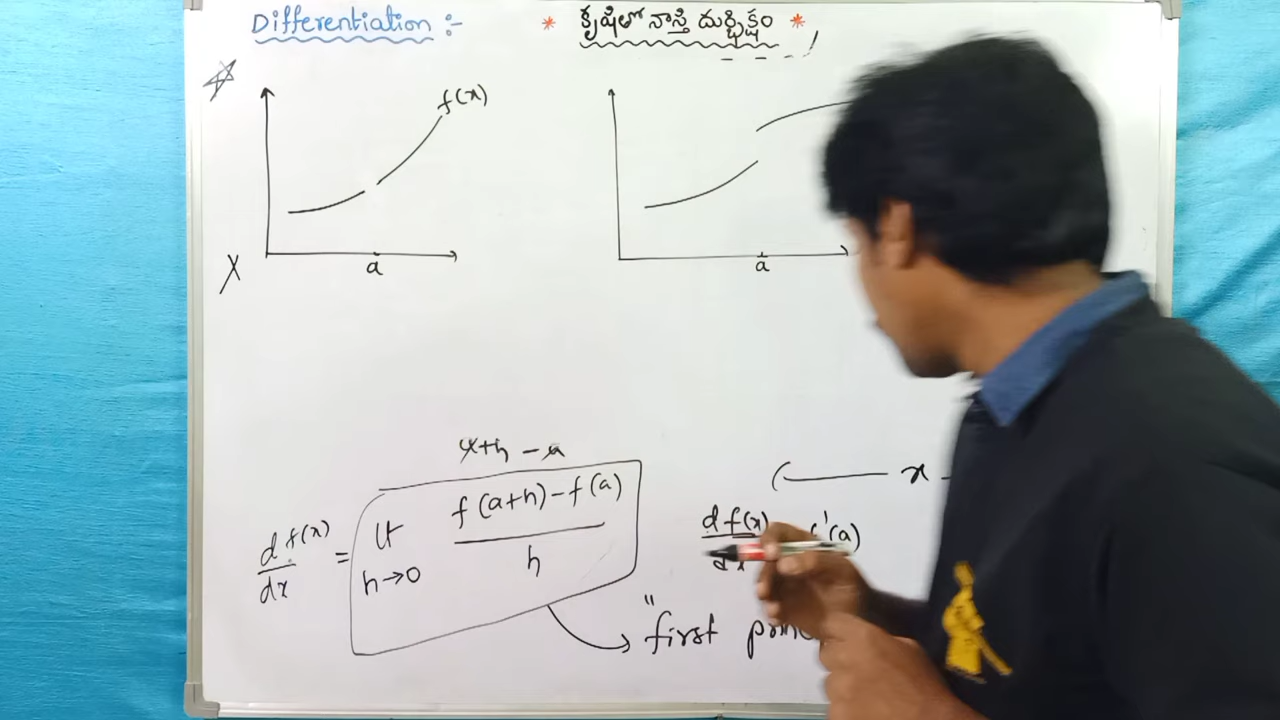 Differentiation :-
* కృషితో నాస్తి దుర్భిక్షం *
f(x)
a
a
x
x+h - a
d f(x)/dx = Lt h→0 f(a+h)-f(a)/h
d f(x)/dx
'(a)
"first